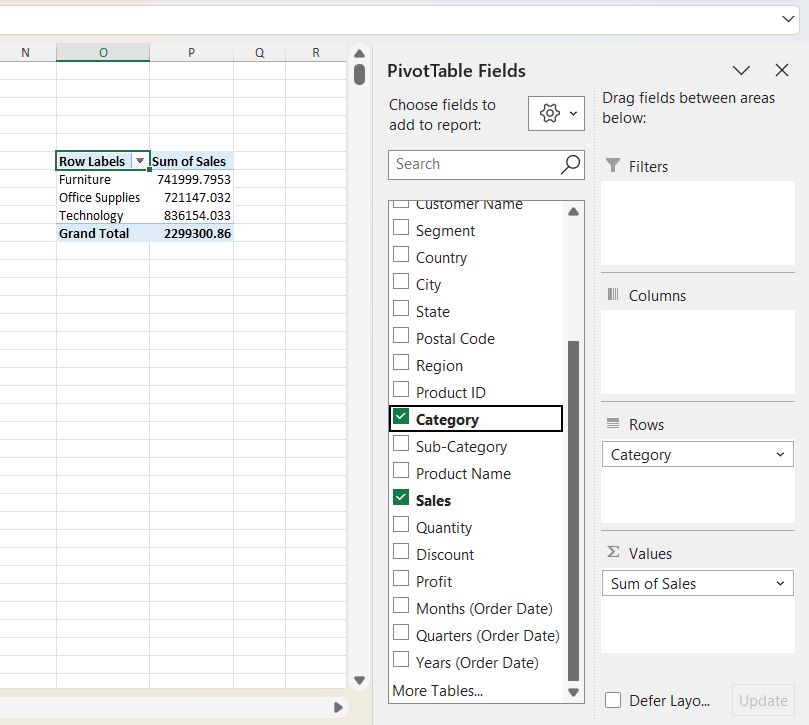 N O P Q R
Row Labels Sum of Sales
Furniture 741999.7953
Office Supplies 721147.032
Technology 836154.033
Grand Total 2299300.86
PivotTable Fields
Choose fields to
add to report:
Search
Customer Name
Segment
Country
City
State
Postal Code
Region
Product ID
Category
Sub-Category
Product Name
Sales
Quantity
Discount
Profit
Months (Order Date)
Quarters (Order Date)
Years (Order Date)
More Tables...
Drag fields between areas
below:
Filters
Columns
Rows
Category
Σ Values
Sum of Sales
Defer Layo... Update